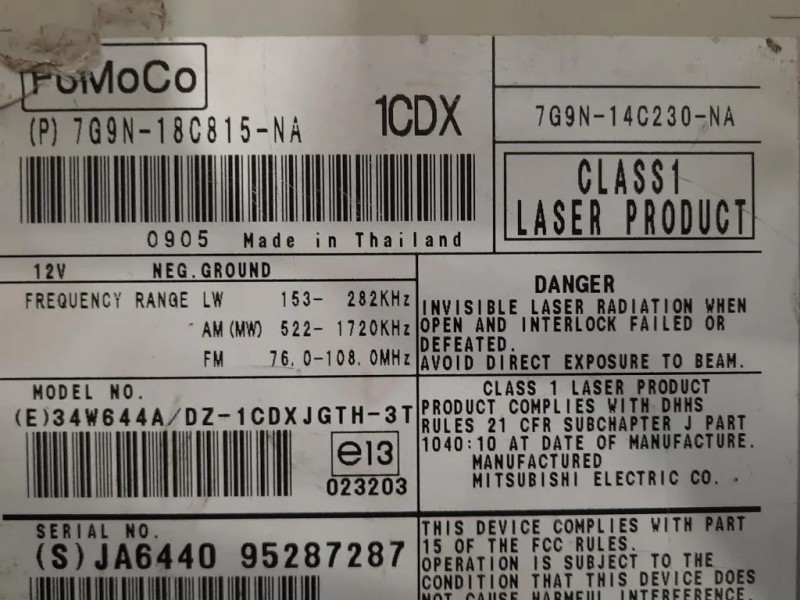 FoMoCo
1CDX
(P) 7G9N-18C815-NA
0905 Made in Thailand
7G9N-14C230-NA
CLASS1
LASER PRODUCT
12V NEG.GROUND
FREQUENCY RANGE LW 153- 282KHz
AM(MW) 522- 1720KHz
FM 76.0-108.0MHz
DANGER
INVISIBLE LASER RADIATION WHEN
OPEN AND INTERLOCK FAILED OR
DEFEATED.
AVOID DIRECT EXPOSURE TO BEAM.
MODEL NO.
(E)34W644A/DZ-1CDXJGTH-3T
e13
023203
CLASS 1 LASER PRODUCT
PRODUCT COMPLIES WITH DHHS
RULES 21 CFR SUBCHAPTER J PART
1040:10 AT DATE OF MANUFACTURE.
MANUFACTURED
MITSUBISHI ELECTRIC CO.
SERIAL NO.
(S)JA6440 95287287
THIS DEVICE COMPLIES WITH PART
15 OF THE FCC RULES.
OPERATION IS SUBJECT TO THE
CONDITION THAT THIS DEVICE DOES
NOT CAUSE HARMFUL INTERFERENCE.